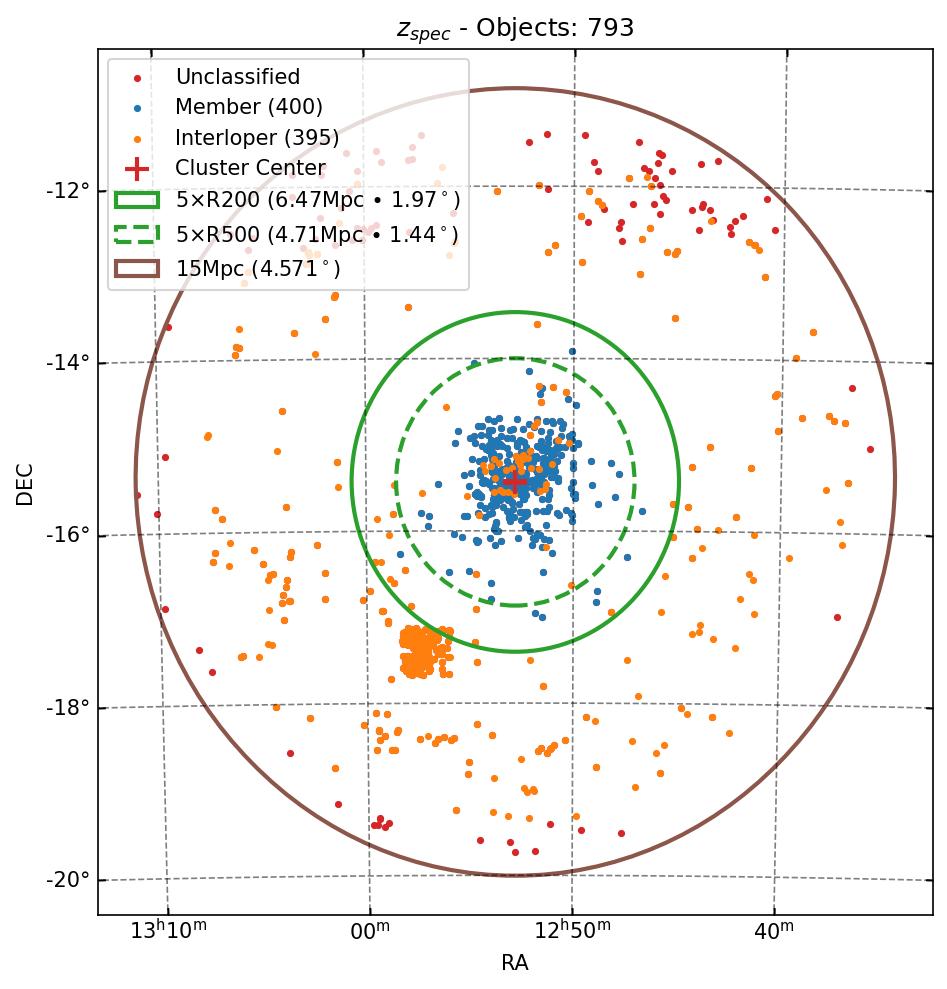 z_spec - Objects: 793
Unclassified
Member (400)
Interloper (395)
Cluster Center
5×R200 (6.47Mpc • 1.97°)
5×R500 (4.71Mpc • 1.44°)
15Mpc (4.571°)
DEC
-12°
-14°
-16°
-18°
-20°
13h10m 00m 12h50m 40m
RA